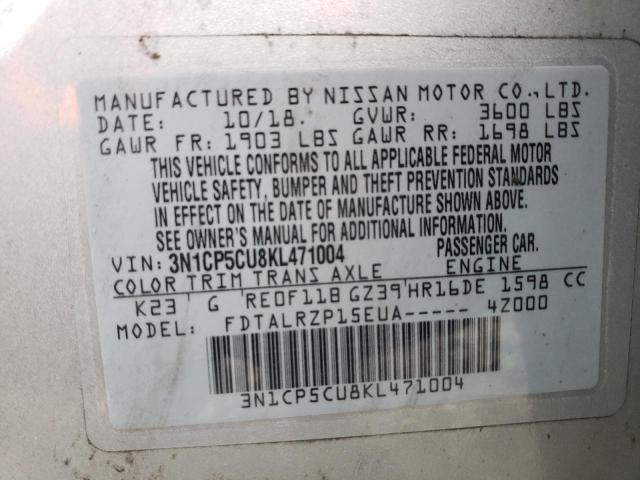 MANUFACTURED BY NISSAN MOTOR CO.,LTD.
DATE: 10/18. GVWR: 3600 LBS
GAWR FR: 1903 LBS GAWR RR: 1698 LBS
THIS VEHICLE CONFORMS TO ALL APPLICABLE FEDERAL MOTOR
VEHICLE SAFETY, BUMPER AND THEFT PREVENTION STANDARDS
IN EFFECT ON THE DATE OF MANUFACTURE SHOWN ABOVE.
SEE OWNER'S MANUAL FOR ADDITIONAL INFORMATION.
VIN: 3N1CP5CU8KL471004 PASSENGER CAR.
COLOR TRIM TRANS AXLE ENGINE
K23 G RE0F11B GZ39 HR16DE 1598 CC
MODEL: FDTALRZP15EUA----- 4Z000
3N1CP5CU8KL471004